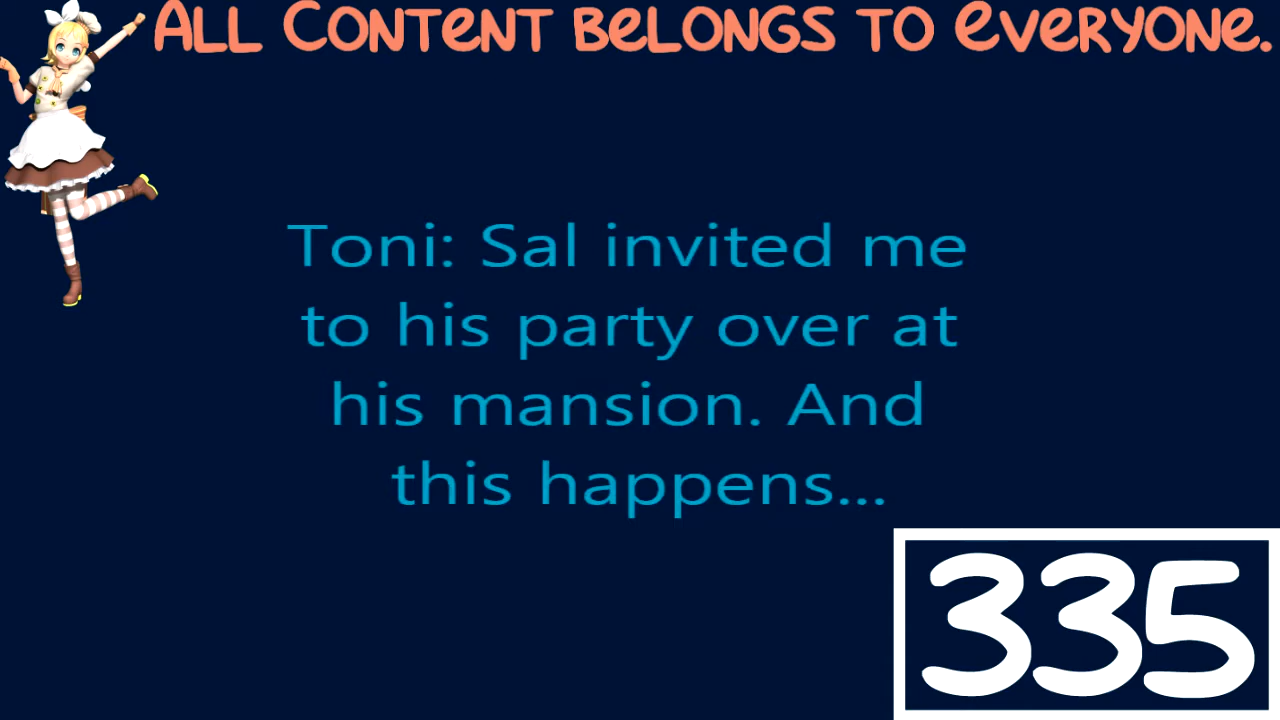 ALL CONTENT BELONGS TO EVERYONE.
Toni: Sal invited me
to his party over at
his mansion. And
this happens...
335